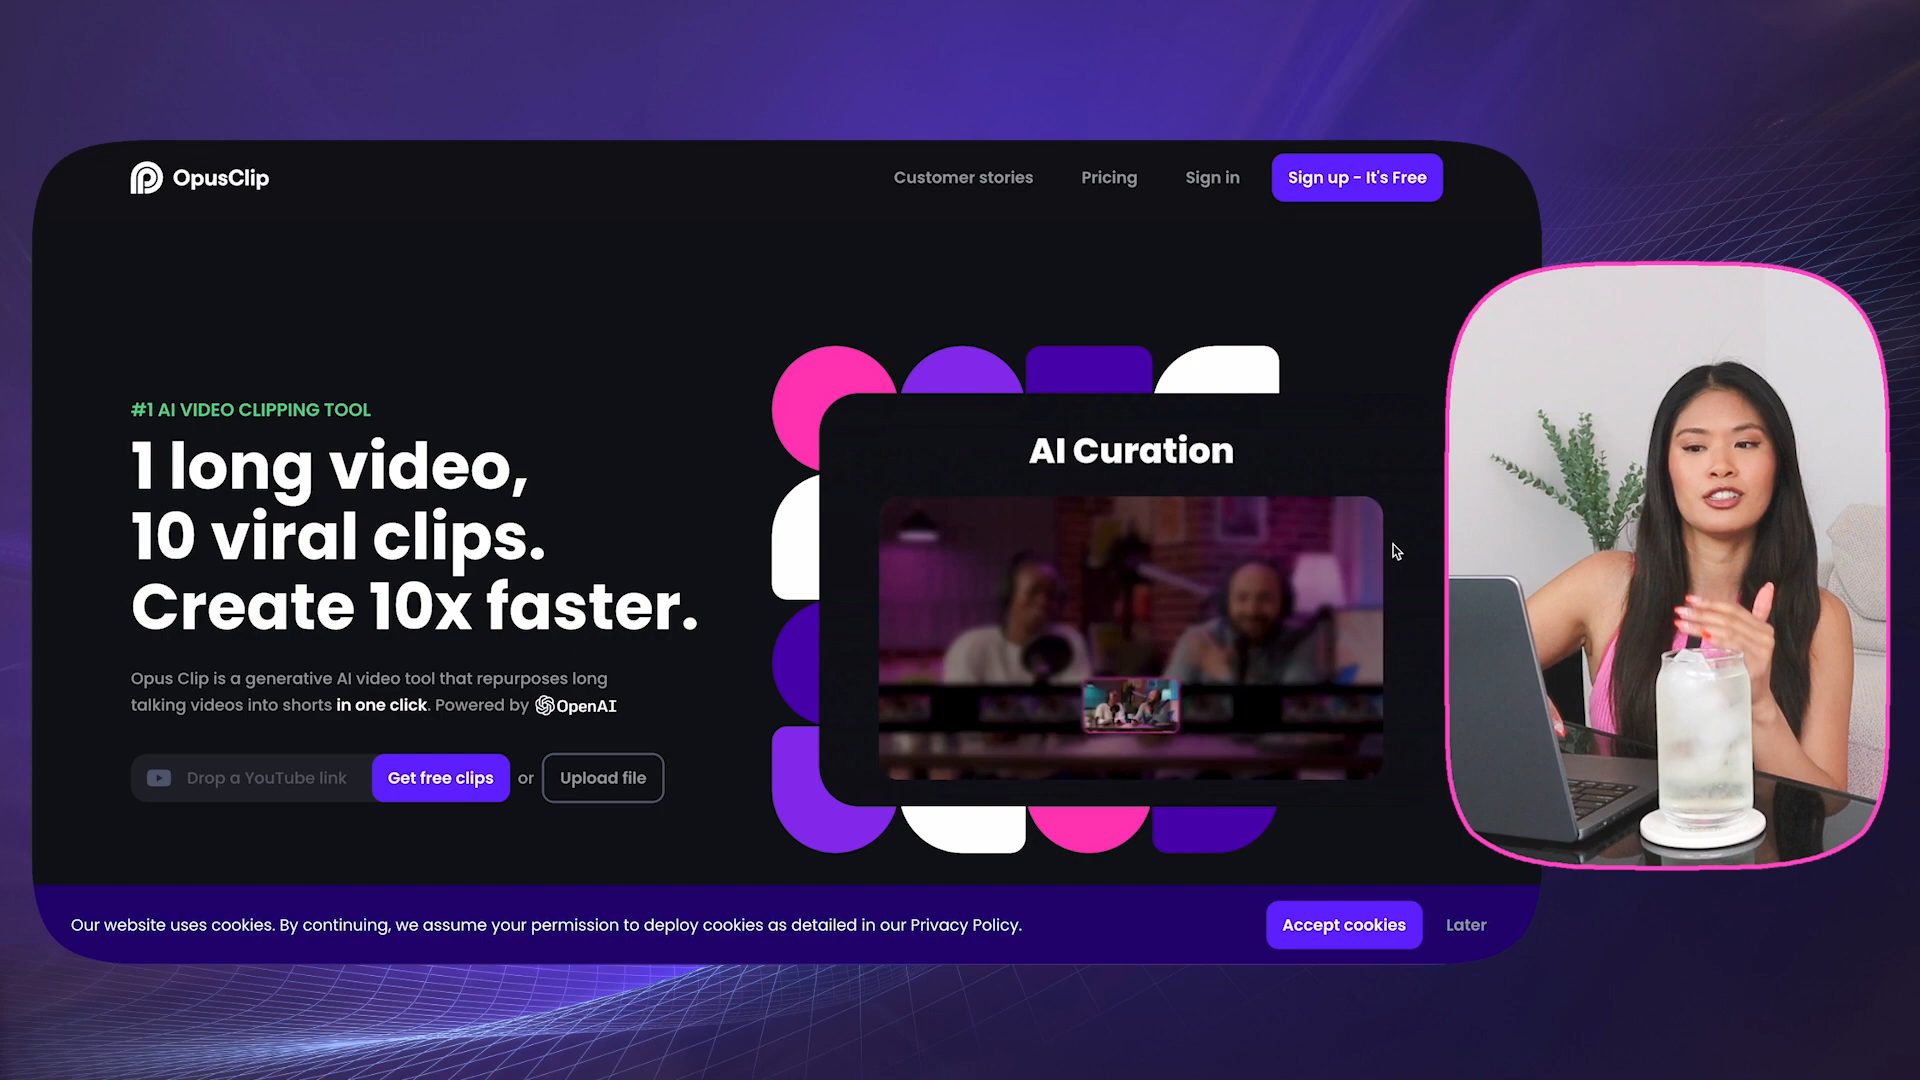 OpusClip
Customer stories
Pricing
Sign in
Sign up - It's Free
#1 AI VIDEO CLIPPING TOOL
1 long video,
10 viral clips.
Create 10x faster.
Opus Clip is a generative AI video tool that repurposes long
talking videos into shorts in one click. Powered by OpenAI
Drop a YouTube link
Get free clips
or
Upload file
AI Curation
Our website uses cookies. By continuing, we assume your permission to deploy cookies as detailed in our Privacy Policy.
Accept cookies
Later